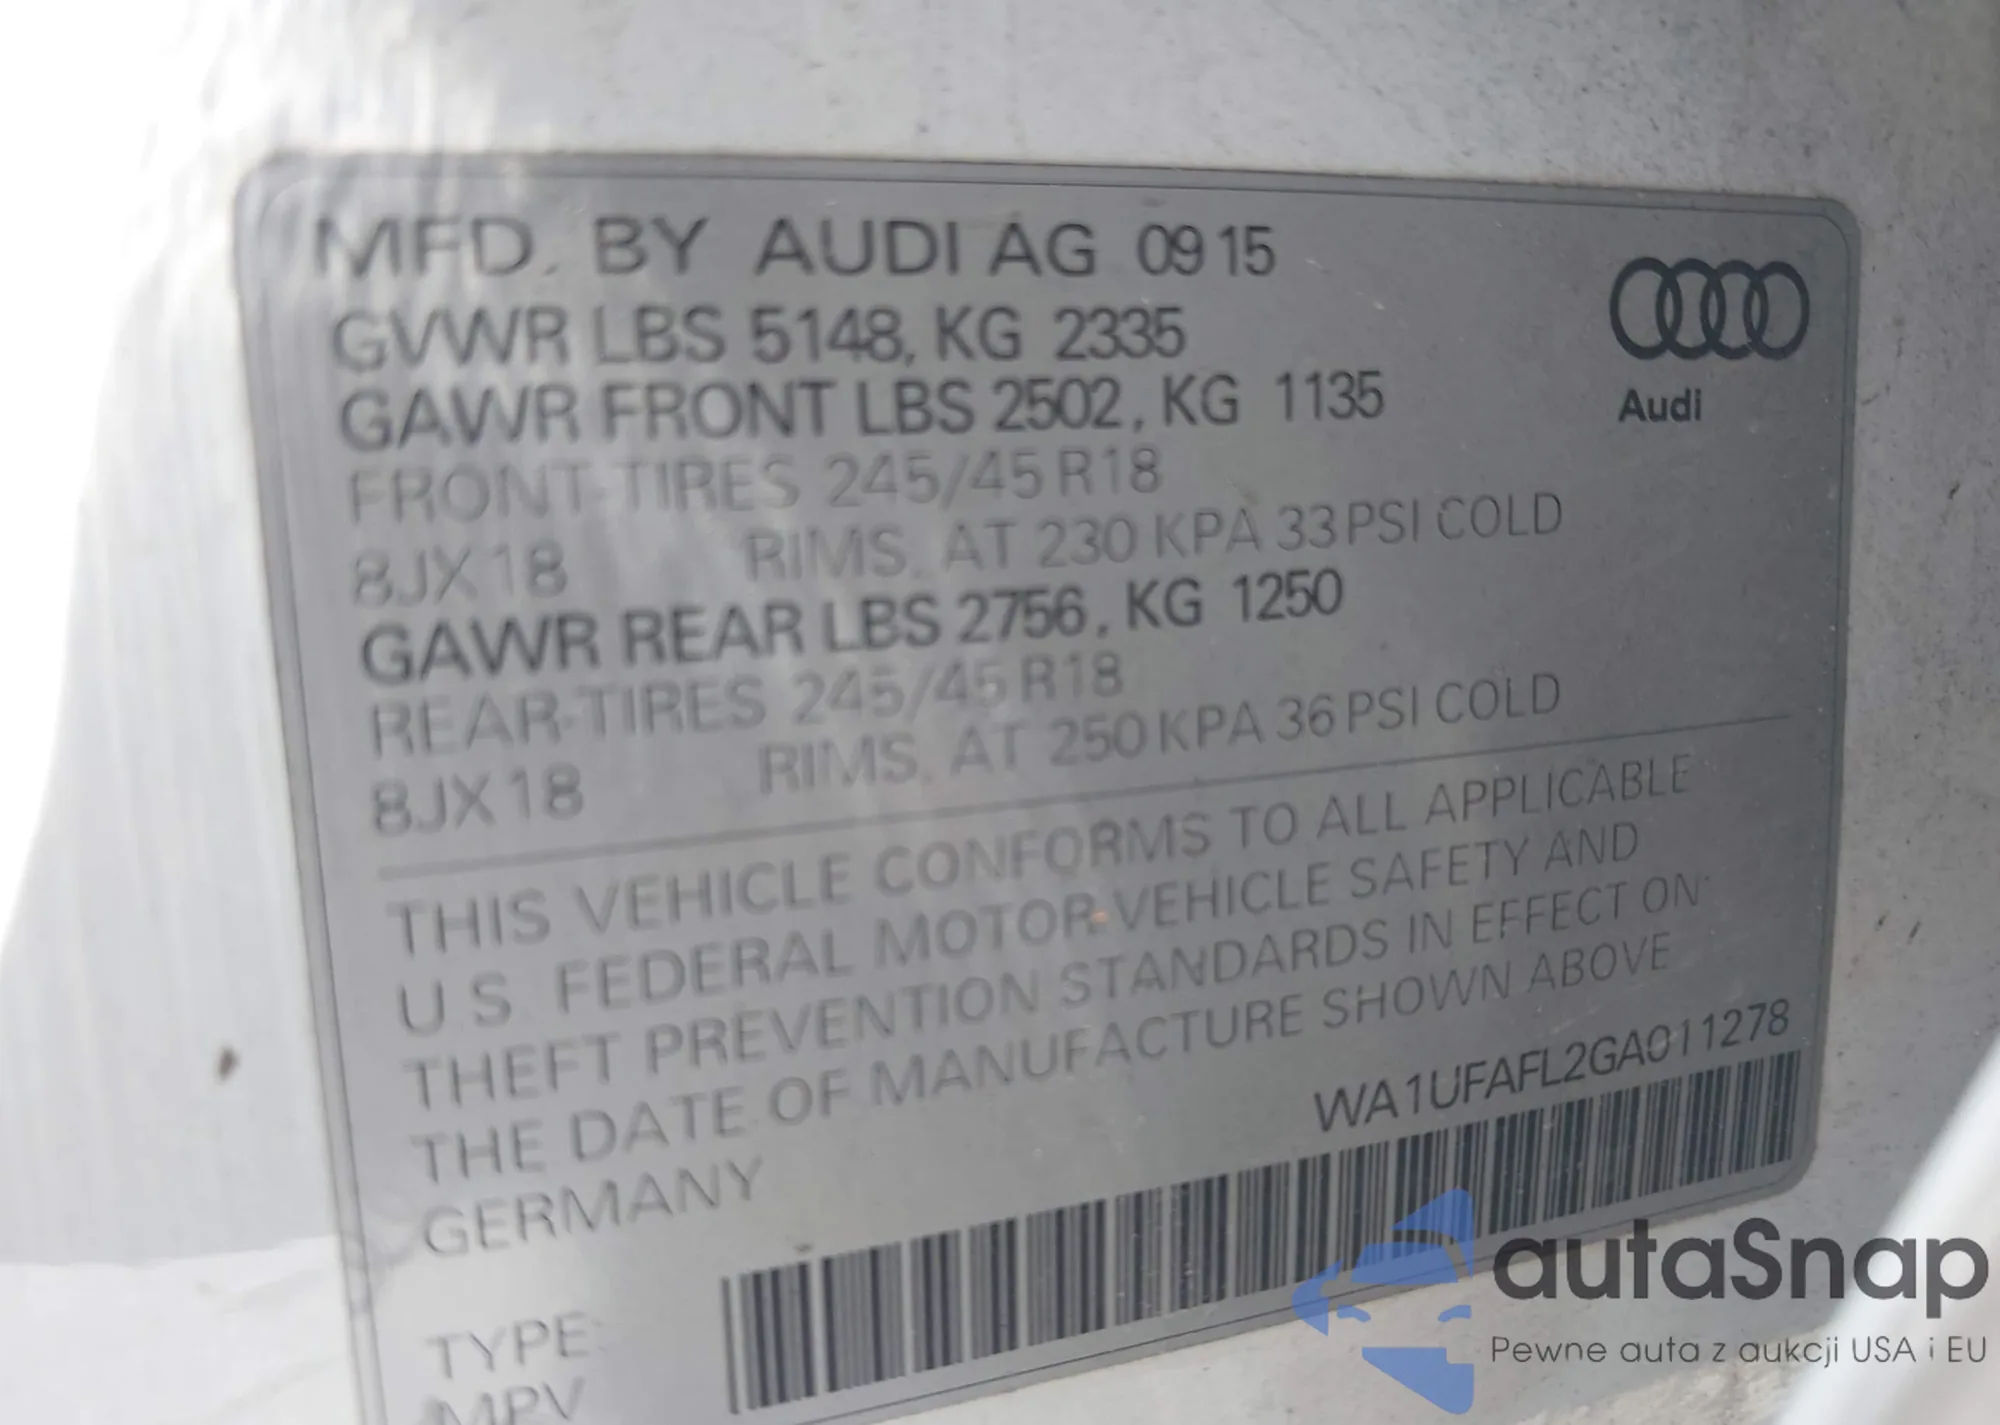 MFD. BY AUDI AG 09 15
GVWR LBS 5148, KG 2335
GAWR FRONT LBS 2502, KG 1135
FRONT-TIRES 245/45 R18
8JX18 RIMS. AT 230 KPA 33 PSI COLD
GAWR REAR LBS 2756, KG 1250
REAR-TIRES 245/45 R18
8JX18 RIMS. AT 250 KPA 36 PSI COLD
Audi
THIS VEHICLE CONFORMS TO ALL APPLICABLE
U S. FEDERAL MOTOR-VEHICLE SAFETY AND
THEFT PREVENTION STANDARDS IN EFFECT ON
THE DATE OF MANUFACTURE SHOWN ABOVE
GERMANY
WA1UFAFL2GA011278
TYPE:
MPV
autaSnap
Pewne auta z aukcji USA i EU